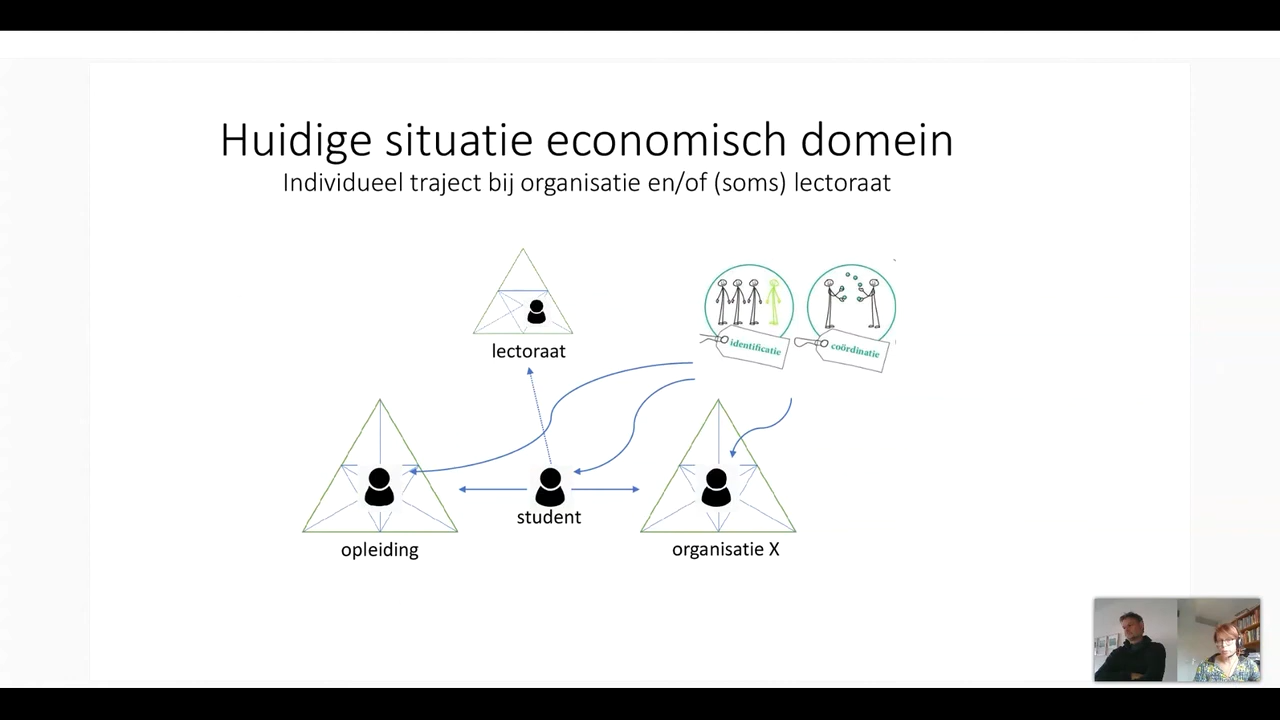 Huidige situatie economisch domein
Individueel traject bij organisatie en/of (soms) lectoraat
identificatie
coördinatie
lectoraat
student
opleiding
organisatie X